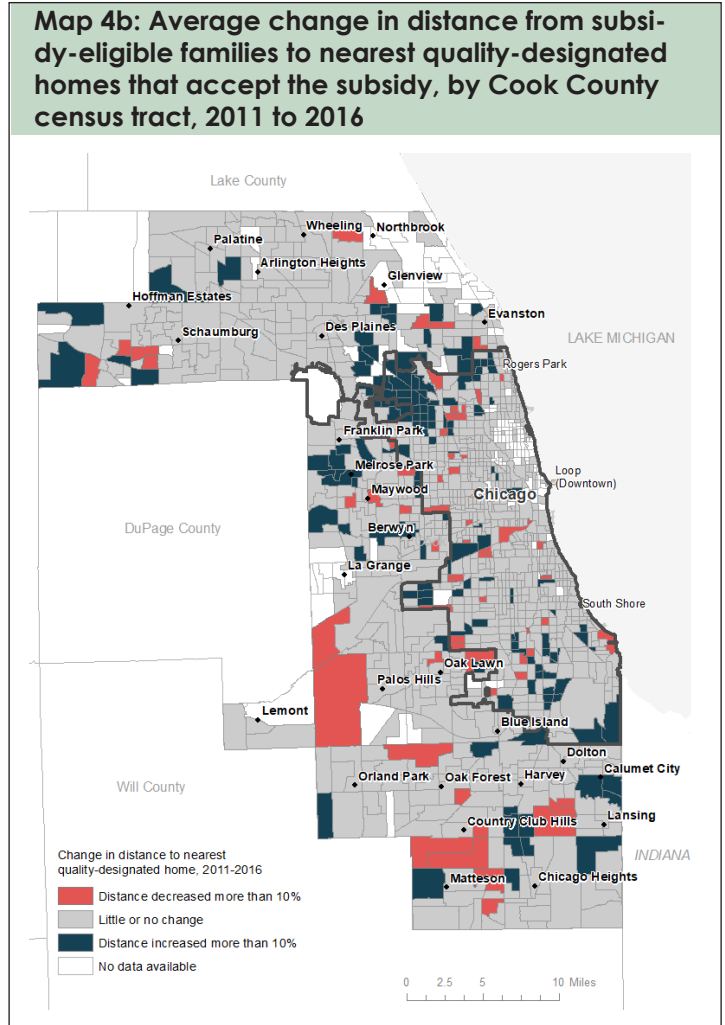 Map 4b: Average change in distance from subsi-
dy-eligible families to nearest quality-designated
homes that accept the subsidy, by Cook County
census tract, 2011 to 2016
Lake County
Wheeling
Northbrook
Palatine
Arlington Heights
Glenview
Hoffman Estates
Evanston
Des Plaines
Schaumburg
LAKE MICHIGAN
Rogers Park
Franklin Park
Melrose Park
Loop
(Downtown)
Maywood
Chicago
DuPage County
Berwyn
La Grange
South Shore
Oak Lawn
Palos Hills
Lemont
Blue Island
Dolton
Calumet City
Will County
Orland Park
Oak Forest
Harvey
Country Club Hills
Lansing
INDIANA
Matteson
Chicago Heights
Change in distance to nearest
quality-designated home, 2011-2016
Distance decreased more than 10%
Little or no change
Distance increased more than 10%
No data available
0 2.5 5 10 Miles